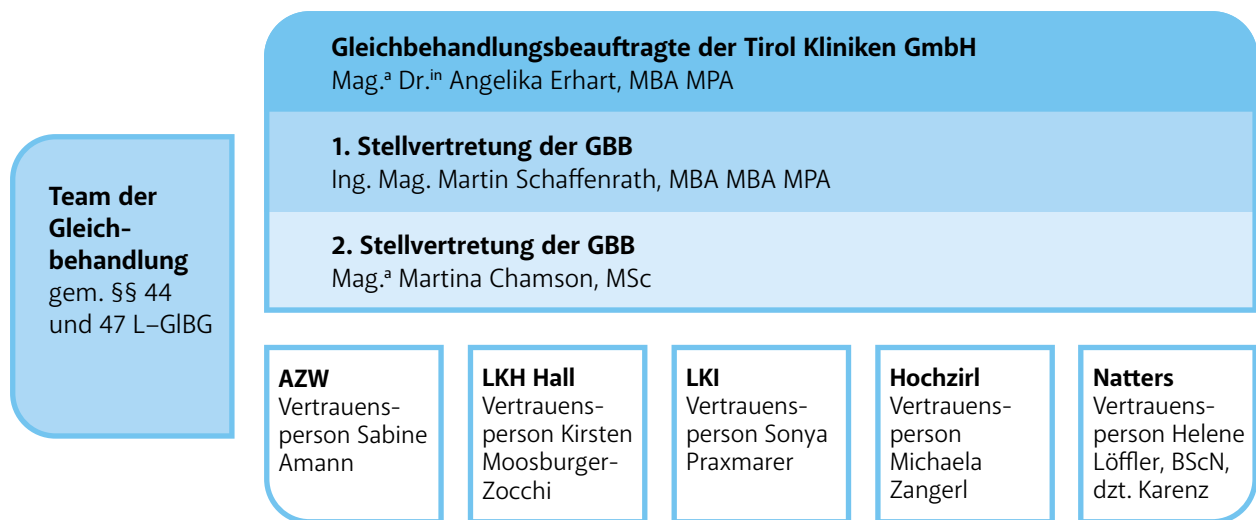 Gleichbehandlungsbeauftragte der Tirol Kliniken GmbH
Mag.ª Dr.ⁱⁿ Angelika Erhart, MBA MPA
1. Stellvertretung der GBB
Ing. Mag. Martin Schaffenrath, MBA MBA MPA
2. Stellvertretung der GBB
Mag.ª Martina Chamson, MSc
Team der
Gleich-
behandlung
gem. §§ 44
und 47 L–GlBG
AZW
Vertrauens-
person Sabine
Amann
LKH Hall
Vertrauens-
person Kirsten
Moosburger-
Zocchi
LKI
Vertrauens-
person Sonya
Praxmarer
Hochzirl
Vertrauens-
person
Michaela
Zangerl
Natters
Vertrauens-
person Helene
Löffler, BScN,
dzt. Karenz